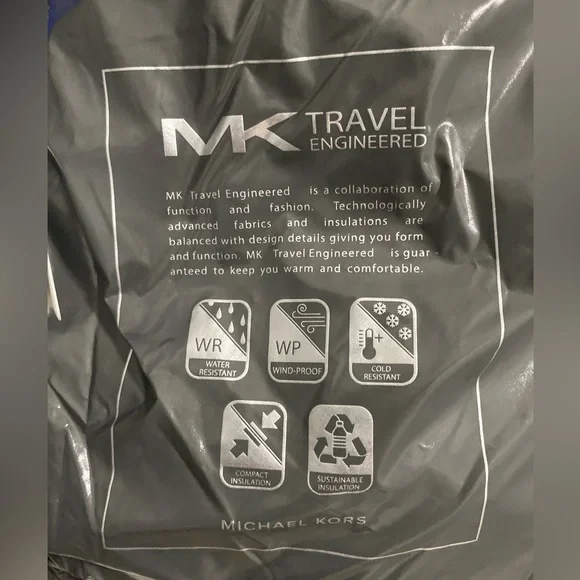 MK TRAVEL
ENGINEERED
MK Travel Engineered is a collaboration of
function and fashion. Technologically
advanced fabrics and insulations are
balanced with design details giving you form
and function. MK Travel Engineered is guar-
anteed to keep you warm and comfortable.
WR
WATER
RESISTANT
WP
WIND-PROOF
+
COLD
RESISTANT
COMPACT
INSULATION
SUSTAINABLE
INSULATION
MICHAEL KORS